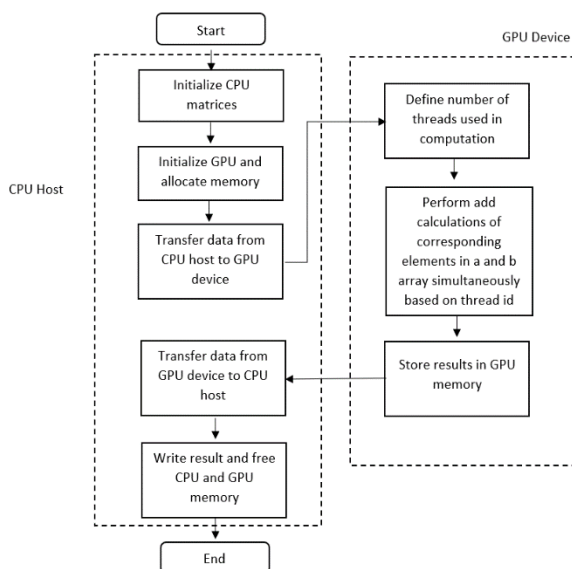 Start
GPU Device
Initialize CPU
matrices
Initialize GPU and
allocate memory
CPU Host
Transfer data from
CPU host to GPU
device
Define number of
threads used in
computation
Perform add
calculations of
corresponding
elements in a and b
array simultaneously
based on thread id
Store results in GPU
memory
Transfer data from
GPU device to CPU
host
Write result and free
CPU and GPU
memory
End